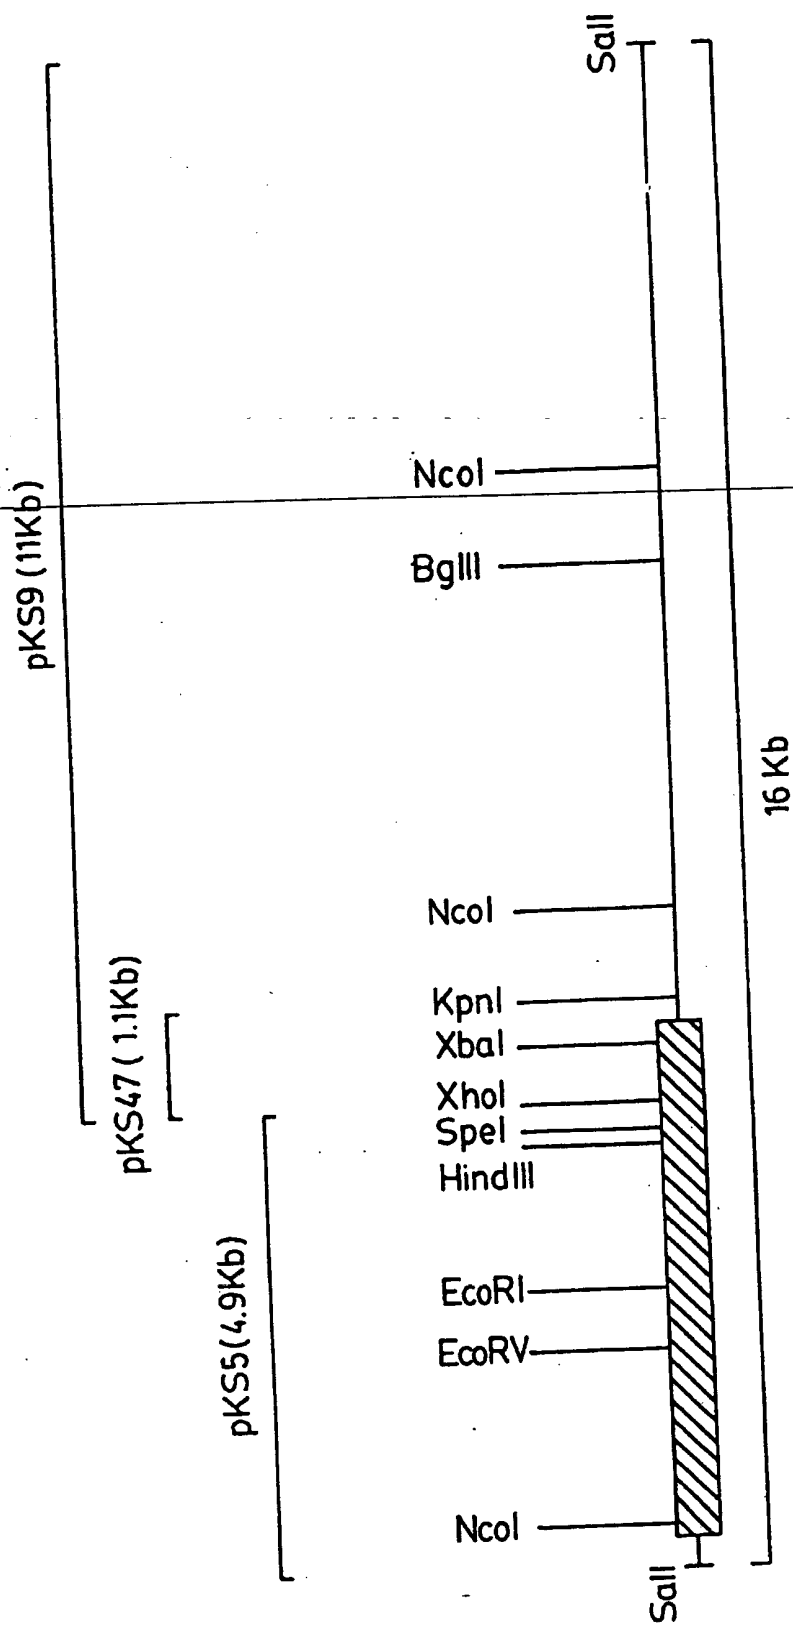 SalI
NcoI
BglII
pKS9 (11Kb)
16 Kb
NcoI
KpnI
pKS47 ( 1.1Kb)
XbaI
XhoI
SpeI
HindIII
EcoRI
pKS5(4.9Kb)
EcoRV
NcoI
SalI